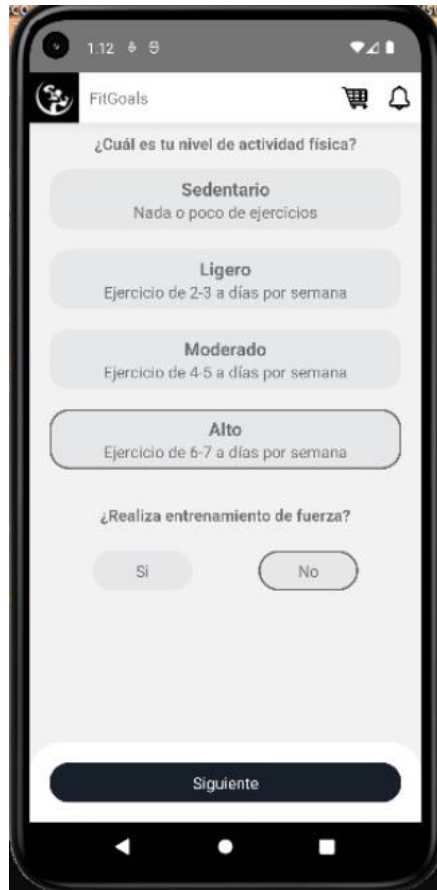 1:12
FitGoals
¿Cuál es tu nivel de actividad física?
Sedentario
Nada o poco de ejercicios
Ligero
Ejercicio de 2-3 a días por semana
Moderado
Ejercicio de 4-5 a días por semana
Alto
Ejercicio de 6-7 a días por semana
¿Realiza entrenamiento de fuerza?
Si No
Siguiente